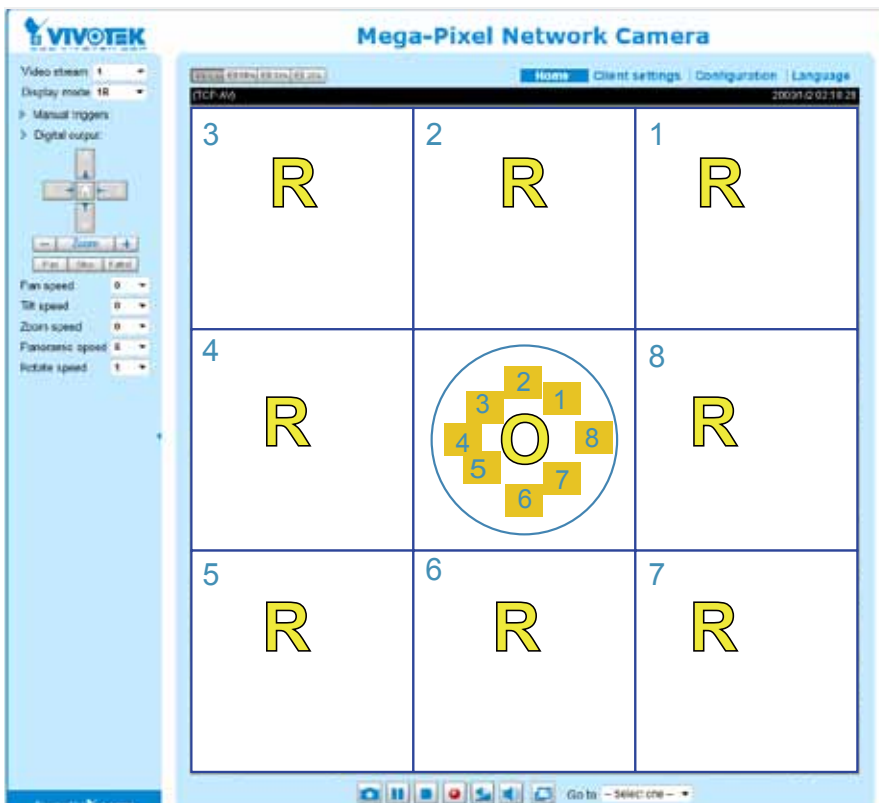 VIVOTEK
Mega-Pixel Network Camera
Video stream 1
Display mode 1R
Manual triggers
Digital output
Zoom
Pan speed 0
Tilt speed 0
Zoom speed 0
Panoramic speed
Rotate speed 1
Home Client settings Configuration Language
(TCP-AV)
3 2 1
R R R
4 8
R R
2
3 1
4 O 8
5 7
6
5 6 7
R R R
Go to -- Select one --